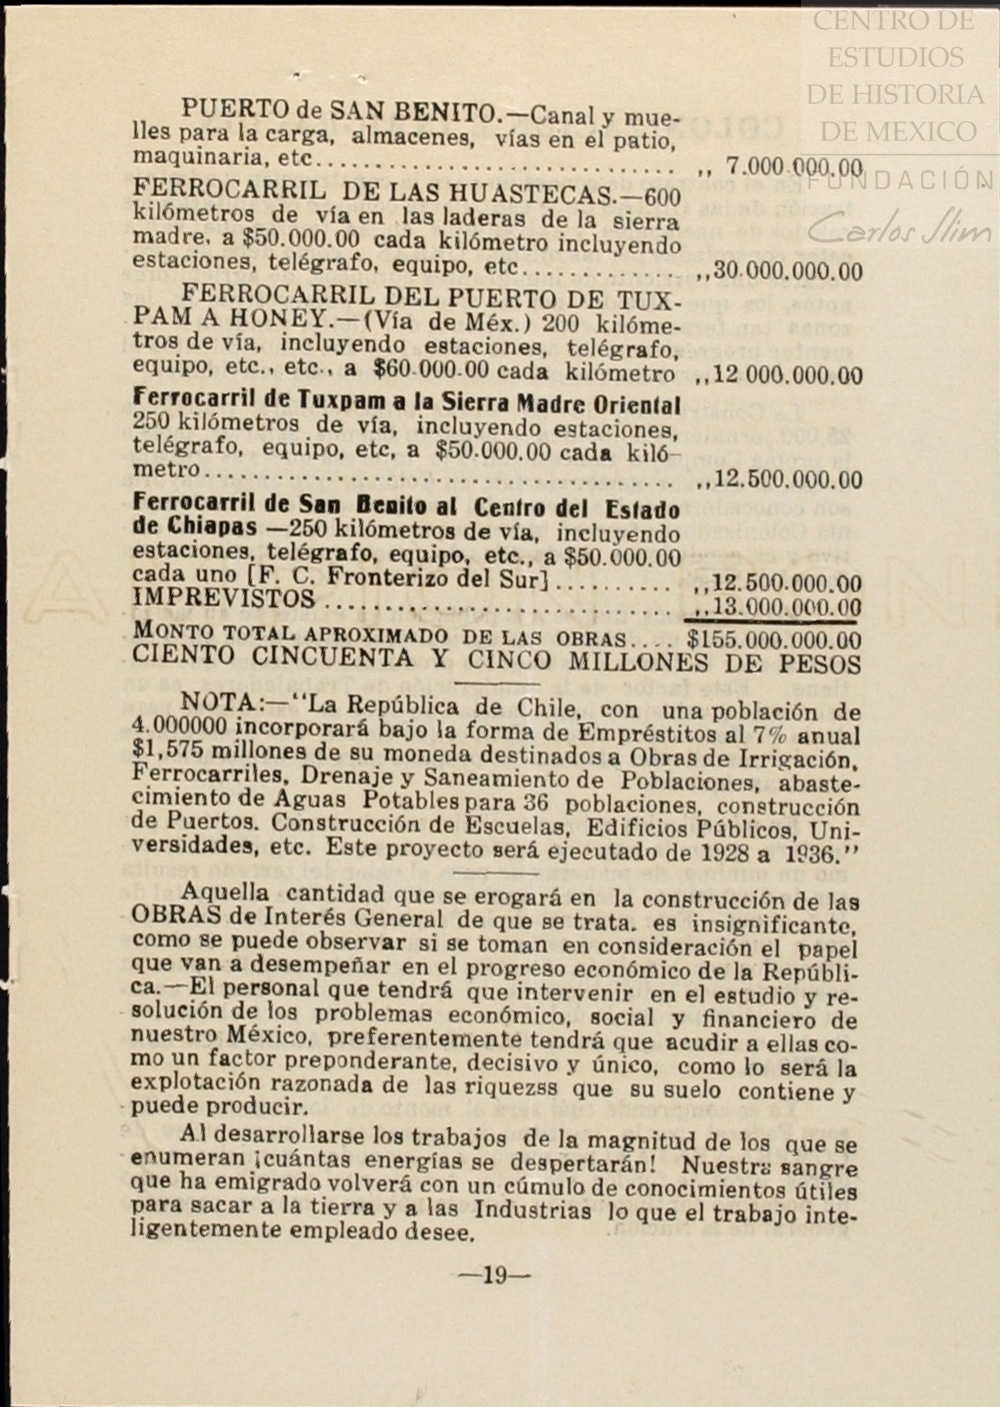 CENTRO DE
ESTUDIOS
DE HISTORIA
DE MEXICO
FUNDACIÓN
Carlos Slim
PUERTO de SAN BENITO.—Canal y mue-
lles para la carga, almacenes, vías en el patio,
maquinaria, etc.............................. ,, 7.000 000.00
FERROCARRIL DE LAS HUASTECAS.—600
kilómetros de vía en las laderas de la sierra
madre, a $50.000.00 cada kilómetro incluyendo
estaciones, telégrafo, equipo, etc............. ,,30.000.000.00
FERROCARRIL DEL PUERTO DE TUX-
PAM A HONEY.—(Vía de Méx.) 200 kilóme-
tros de vía, incluyendo estaciones, telégrafo,
equipo, etc., etc., a $60.000.00 cada kilómetro ,,12 000.000.00
Ferrocarril de Tuxpam a la Sierra Madre Oriental
250 kilómetros de vía, incluyendo estaciones,
telégrafo, equipo, etc, a $50.000.00 cada kiló-
metro..................................... ,,12.500.000.00
Ferrocarril de San Benito al Centro del Estado
de Chiapas —250 kilómetros de vía, incluyendo
estaciones, telégrafo, equipo, etc., a $50.000.00
cada uno [F. C. Fronterizo del Sur].......... ,,12.500.000.00
IMPREVISTOS ............................. ,,13.000.000.00
MONTO TOTAL APROXIMADO DE LAS OBRAS.... $155.000.000.00
CIENTO CINCUENTA Y CINCO MILLONES DE PESOS
NOTA:—"La República de Chile, con una población de
4.000000 incorporará bajo la forma de Empréstitos al 7% anual
$1,575 millones de su moneda destinados a Obras de Irrigación,
Ferrocarriles, Drenaje y Saneamiento de Poblaciones, abaste-
cimiento de Aguas Potables para 36 poblaciones, construcción
de Puertos. Construcción de Escuelas, Edificios Públicos, Uni-
versidades, etc. Este proyecto será ejecutado de 1928 a 1936."
Aquella cantidad que se erogará en la construcción de las
OBRAS de Interés General de que se trata. es insignificante,
como se puede observar si se toman en consideración el papel
que van a desempeñar en el progreso económico de la Repúbli-
ca.—El personal que tendrá que intervenir en el estudio y re-
solución de los problemas económico, social y financiero de
nuestro México, preferentemente tendrá que acudir a ellas co-
mo un factor preponderante, decisivo y único, como lo será la
explotación razonada de las riquezss que su suelo contiene y
puede producir.
Al desarrollarse los trabajos de la magnitud de los que se
enumeran ¡cuántas energías se despertarán! Nuestra sangre
que ha emigrado volverá con un cúmulo de conocimientos útiles
para sacar a la tierra y a las Industrias lo que el trabajo inte-
ligentemente empleado desee.
—19—